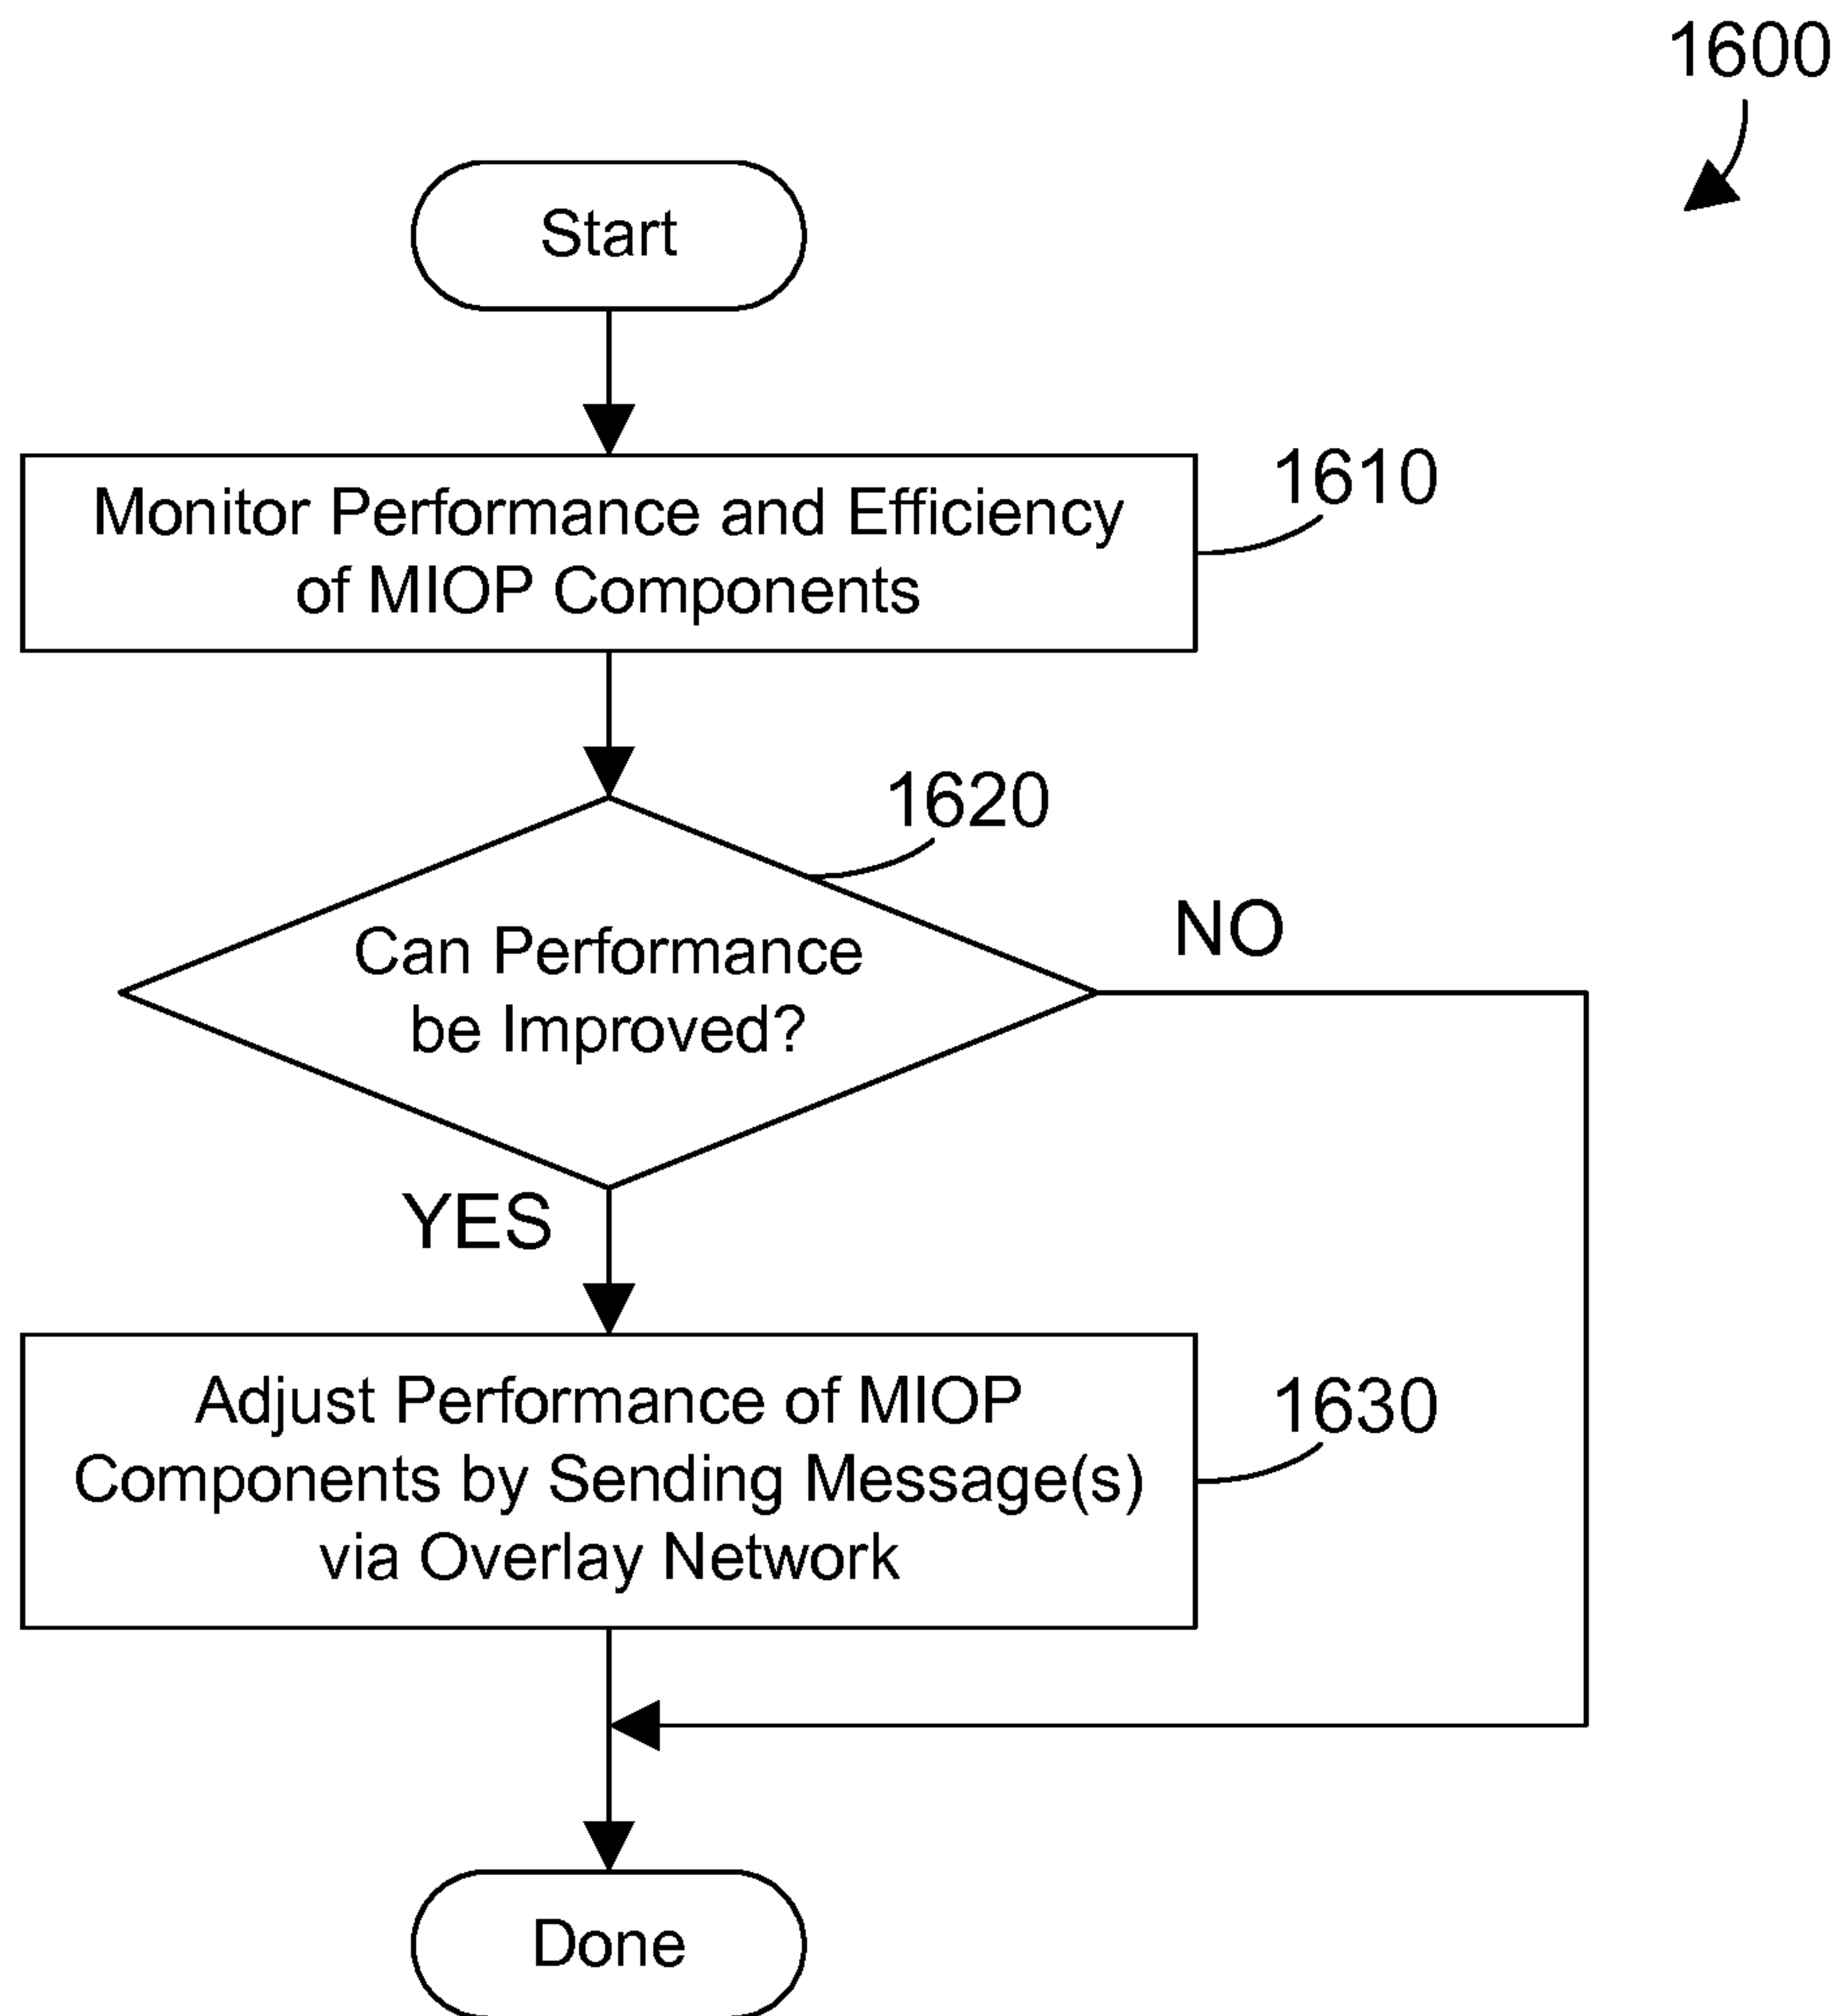 1600
Start
Monitor Performance and Efficiency
of MIOP Components
1610
1620
Can Performance
be Improved?
NO
YES
Adjust Performance of MIOP
Components by Sending Message(s)
via Overlay Network
1630
Done